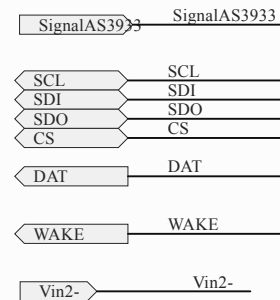 SignalAS3933 SignalAS3933
SCL SCL
SDI SDI
SDO SDO
CS CS
DAT DAT
WAKE WAKE
Vin2- Vin2-